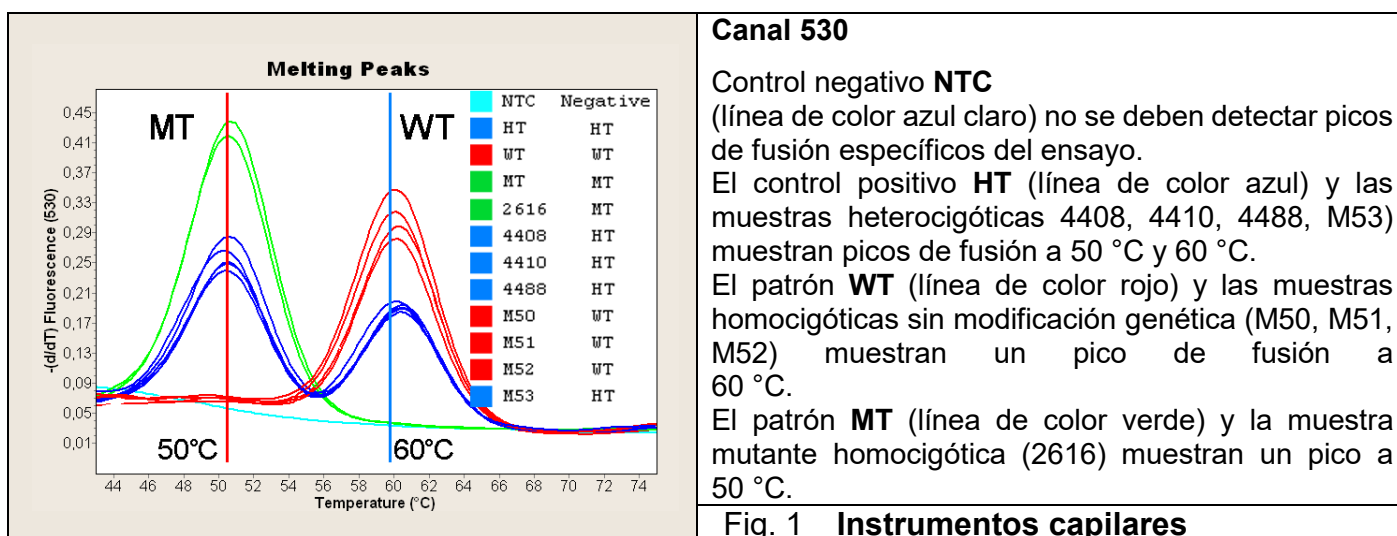 Melting Peaks
-(d/dT) Fluorescence (530)
0,45
0,41
0,37
0,33
0,29
0,25
0,21
0,17
0,13
0,09
0,05
0,01
MT
WT
50ºC
60ºC
NTC Negative
HT HT
WT WT
MT MT
2616 MT
4408 HT
4410 HT
4488 HT
M50 WT
M51 WT
M52 WT
M53 HT
44 46 48 50 52 54 56 58 60 62 64 66 68 70 72 74
Temperature (°C)
Canal 530
Control negativo NTC
(línea de color azul claro) no se deben detectar picos
de fusión específicos del ensayo.
El control positivo HT (línea de color azul) y las
muestras heterocigóticas 4408, 4410, 4488, M53)
muestran picos de fusión a 50 °C y 60 °C.
El patrón WT (línea de color rojo) y las muestras
homocigóticas sin modificación genética (M50, M51,
M52) muestran un pico de fusión a
60 °C.
El patrón MT (línea de color verde) y la muestra
mutante homocigótica (2616) muestran un pico a
50 °C.
Fig. 1 Instrumentos capilares